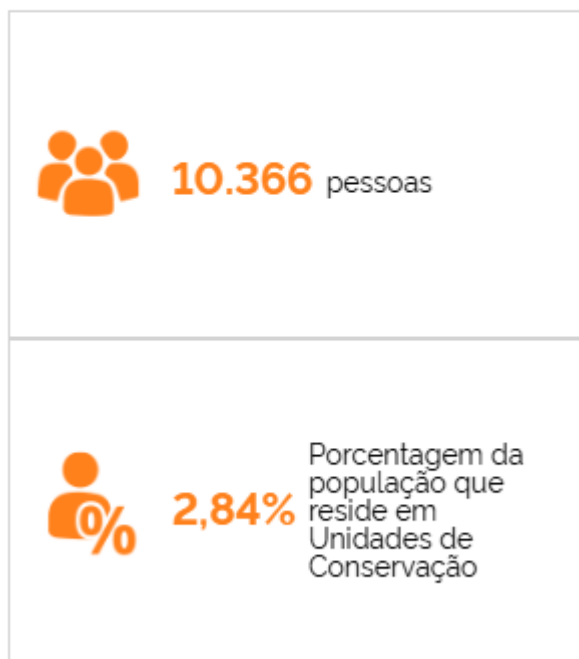 10.366 pessoas
2,84% Porcentagem da
população que
reside em
Unidades de
Conservação